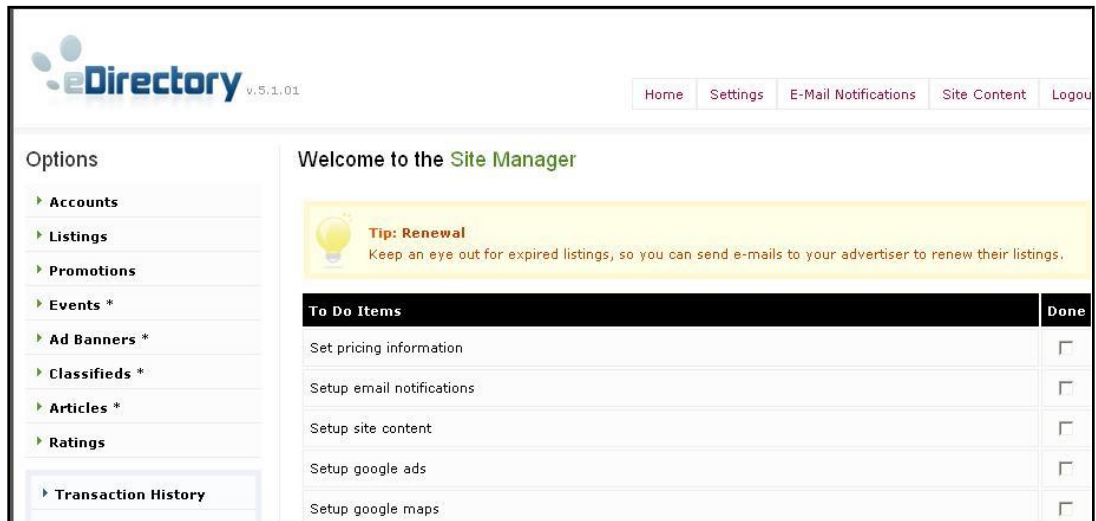 eDirectory v.5.1.01
Home Settings E-Mail Notifications Site Content Logou
Options
Accounts
Listings
Promotions
Events *
Ad Banners *
Classifieds *
Articles *
Ratings
Transaction History
Welcome to the Site Manager
Tip: Renewal
Keep an eye out for expired listings, so you can send e-mails to your advertiser to renew their listings.
To Do Items Done
Set pricing information
Setup email notifications
Setup site content
Setup google ads
Setup google maps